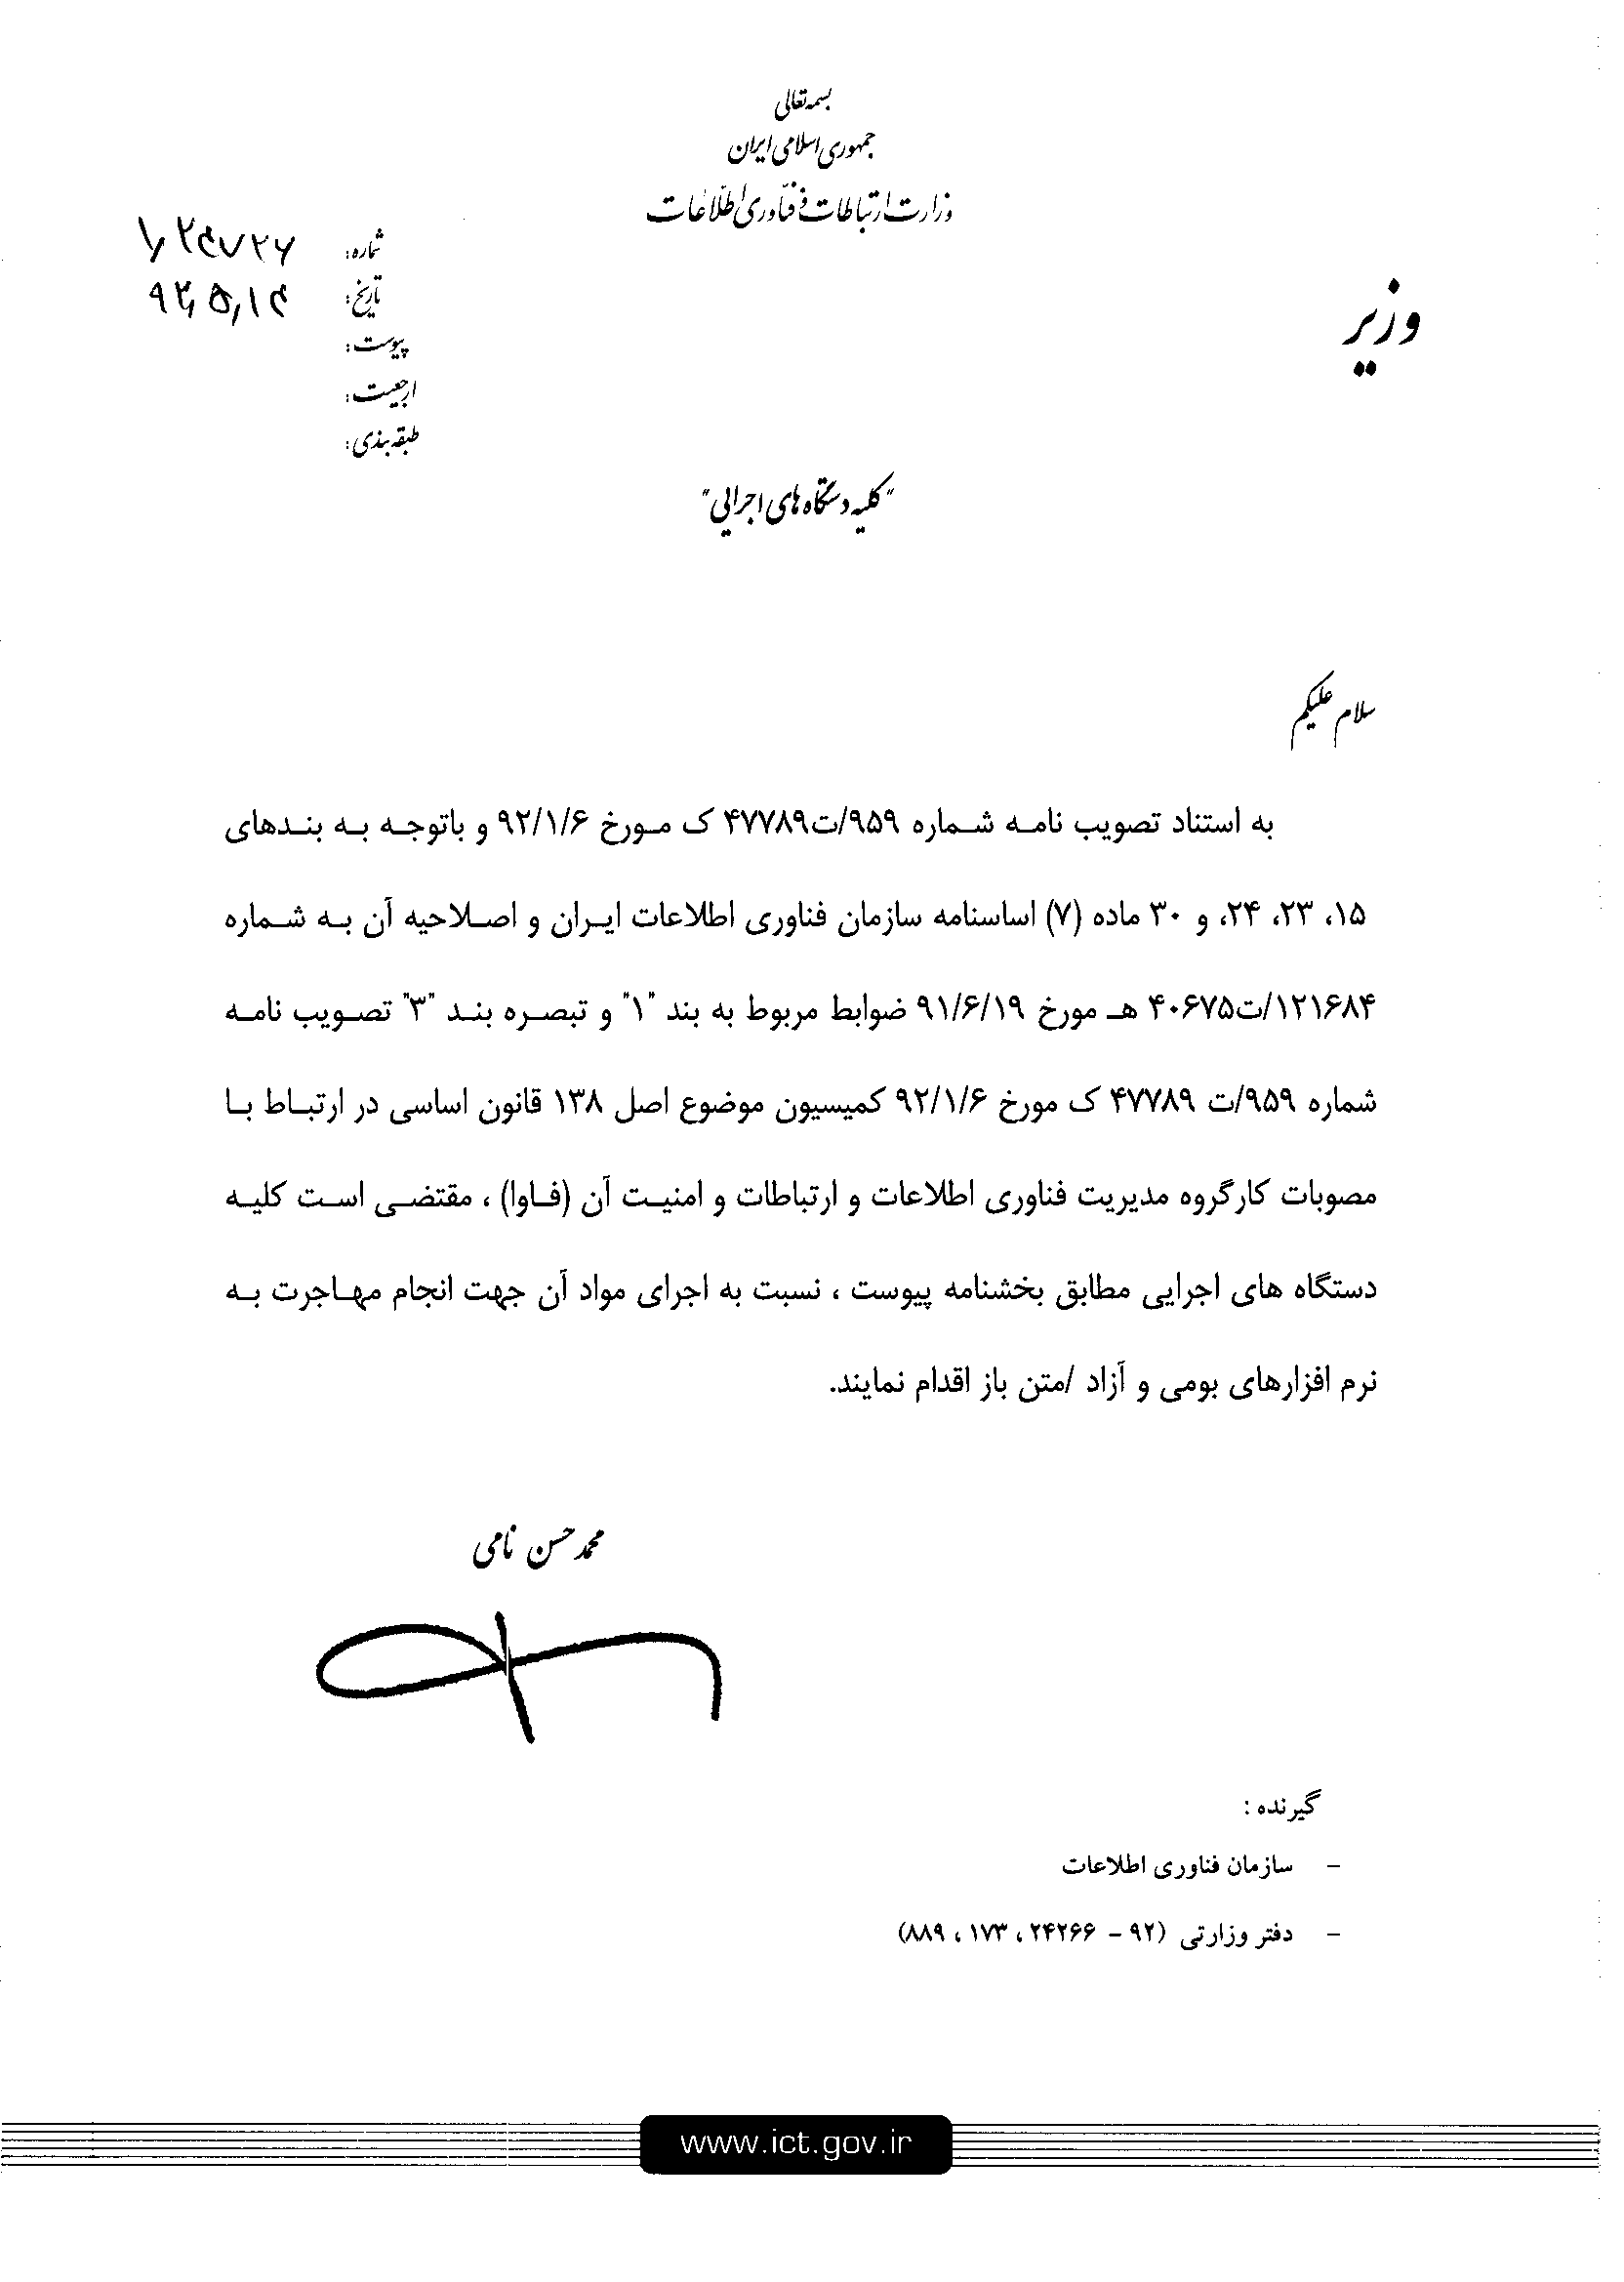 بسمه تعالی
جمهوری اسلامی ایران
وزارت ارتباطات و فناوری اطلاعات
وزیر
شماره:
تاریخ: ۹۲٫۵٫۱۴
پیوست:
ارجعیت:
طبقه بندی:
"کلیه دستگاه های اجرائی"
سلام علیکم
به استناد تصویب نامه شماره ۹۵۹/ت۴۷۷۸۹ ک مورخ ۹۲/۱/۶ و باتوجه به بندهای
۱۵، ۲۳، ۲۴، و ۳۰ ماده (۷) اساسنامه سازمان فناوری اطلاعات ایران و اصلاحیه آن به شماره
۱۲۱۶۸۴/ت۴۰۶۷۵ هـ مورخ ۹۱/۶/۱۹ ضوابط مربوط به بند "۱" و تبصره بند "۳" تصویب نامه
شماره ۹۵۹/ت ۴۷۷۸۹ ک مورخ ۹۲/۱/۶ کمیسیون موضوع اصل ۱۳۸ قانون اساسی در ارتباط با
مصوبات کارگروه مدیریت فناوری اطلاعات و ارتباطات و امنیت آن (فاوا) ، مقتضی است کلیه
دستگاه های اجرایی مطابق بخشنامه پیوست ، نسبت به اجرای مواد آن جهت انجام مهاجرت به
نرم افزارهای بومی و آزاد /متن باز اقدام نمایند.
محمد حسن نامی
گیرنده :
- سازمان فناوری اطلاعات
- دفتر وزارتی (۹۲ - ۲۴۲۶۶ ، ۱۷۳ ، ۸۸۹)
www.ict.gov.ir